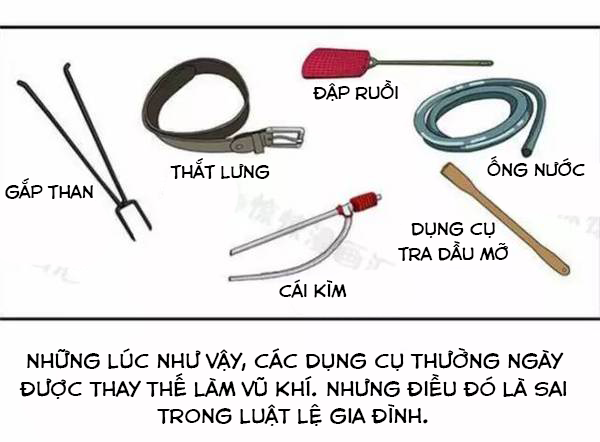 ĐẬP RUỒI
THẮT LƯNG
ỐNG NƯỚC
GẮP THAN
DỤNG CỤ
TRA DẦU MỠ
CÁI KÌM
NHỮNG LÚC NHƯ VẬY, CÁC DỤNG CỤ THƯỜNG NGÀY
ĐƯỢC THAY THẾ LÀM VŨ KHÍ. NHƯNG ĐIỀU ĐÓ LÀ SAI
TRONG LUẬT LỆ GIA ĐÌNH.